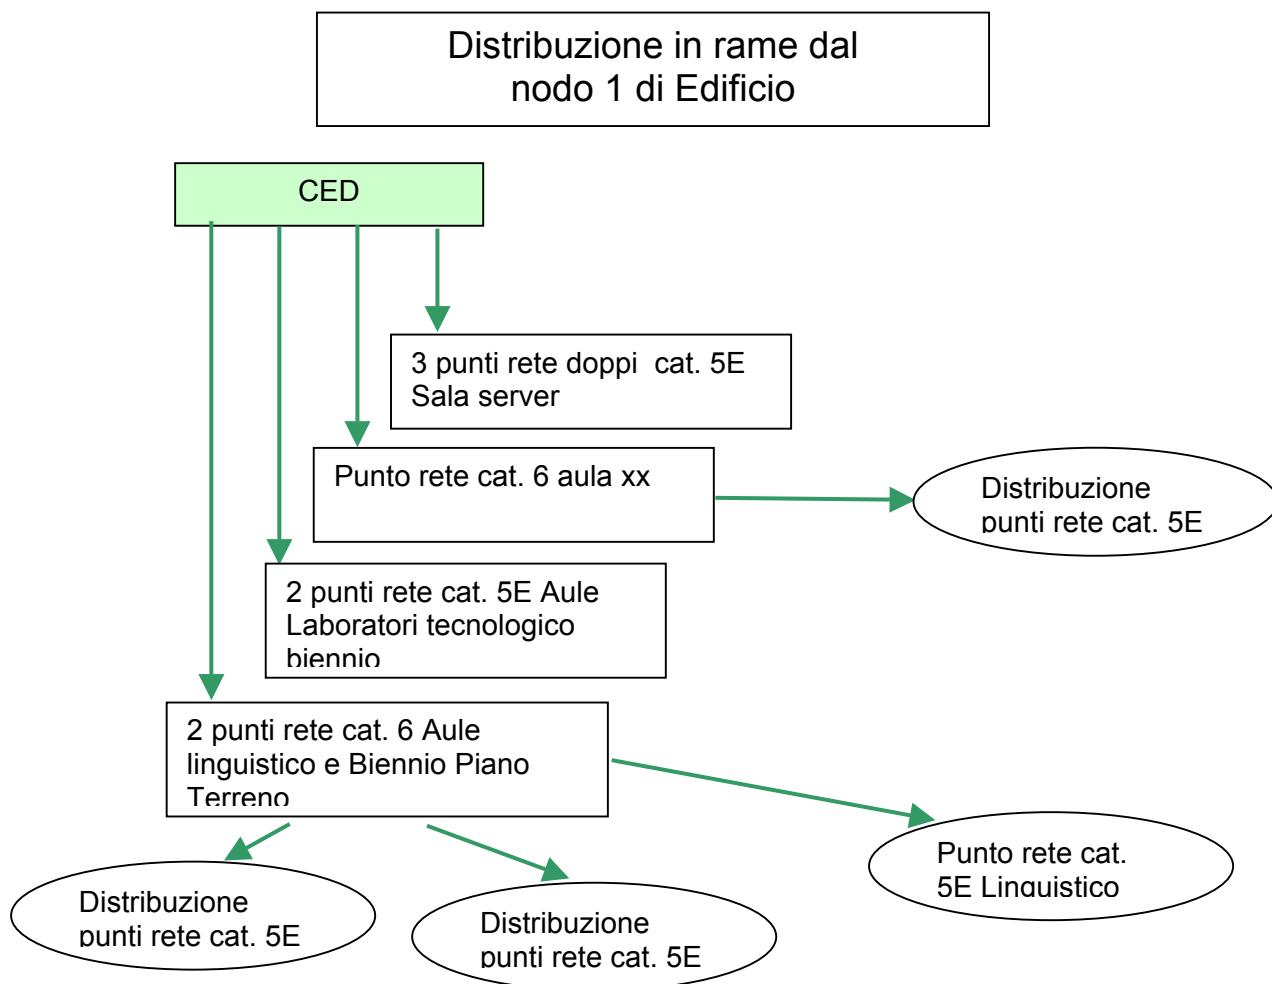 Distribuzione in rame dal
nodo 1 di Edificio
CED
3 punti rete doppi cat. 5E
Sala server
Punto rete cat. 6 aula xx
Distribuzione
punti rete cat. 5E
2 punti rete cat. 5E Aule
Laboratori tecnologico
biennio
2 punti rete cat. 6 Aule
linguistico e Biennio Piano
Terreno
Punto rete cat.
5E Linguistico
Distribuzione
punti rete cat. 5E
Distribuzione
punti rete cat. 5E